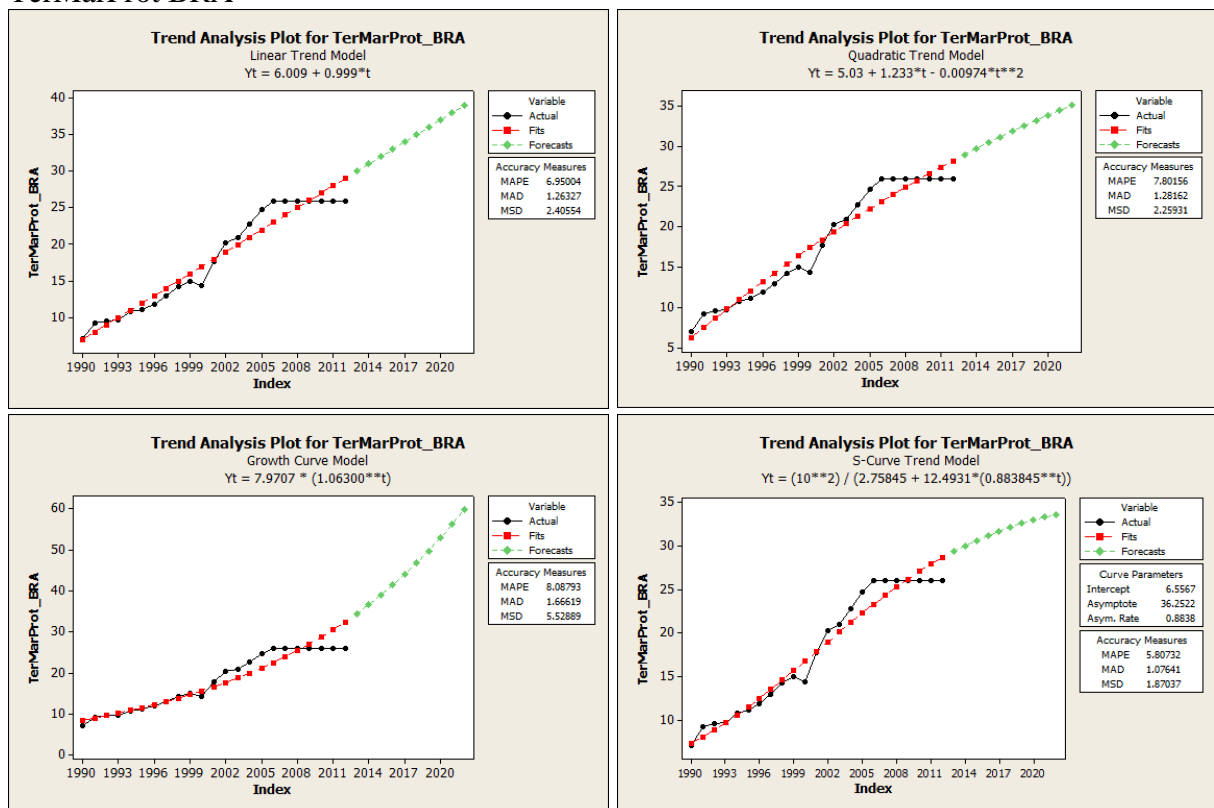 TerMarProt BRA
Trend Analysis Plot for TerMarProt_BRA
Linear Trend Model
Yt = 6.009 + 0.999*t
40
35
30
25
20
15
10
TerMarProt_BRA
1990 1993 1996 1999 2002 2005 2008 2011 2014 2017 2020
Index
Variable
Actual
Fits
Forecasts
Accuracy Measures
MAPE 6.95004
MAD 1.26327
MSD 2.40554
Trend Analysis Plot for TerMarProt_BRA
Quadratic Trend Model
Yt = 5.03 + 1.233*t - 0.00974*t**2
35
30
25
20
15
10
5
TerMarProt_BRA
1990 1993 1996 1999 2002 2005 2008 2011 2014 2017 2020
Index
Variable
Actual
Fits
Forecasts
Accuracy Measures
MAPE 7.80156
MAD 1.28162
MSD 2.25931
Trend Analysis Plot for TerMarProt_BRA
Growth Curve Model
Yt = 7.9707 * (1.06300**t)
60
50
40
30
20
10
0
TerMarProt_BRA
1990 1993 1996 1999 2002 2005 2008 2011 2014 2017 2020
Index
Variable
Actual
Fits
Forecasts
Accuracy Measures
MAPE 8.08793
MAD 1.66619
MSD 5.52889
Trend Analysis Plot for TerMarProt_BRA
S-Curve Trend Model
Yt = (10**2) / (2.75845 + 12.4931*(0.883845**t))
35
30
25
20
15
10
TerMarProt_BRA
1990 1993 1996 1999 2002 2005 2008 2011 2014 2017 2020
Index
Variable
Actual
Fits
Forecasts
Curve Parameters
Intercept 6.5567
Asymptote 36.2522
Asym. Rate 0.8838
Accuracy Measures
MAPE 5.80732
MAD 1.07641
MSD 1.87037